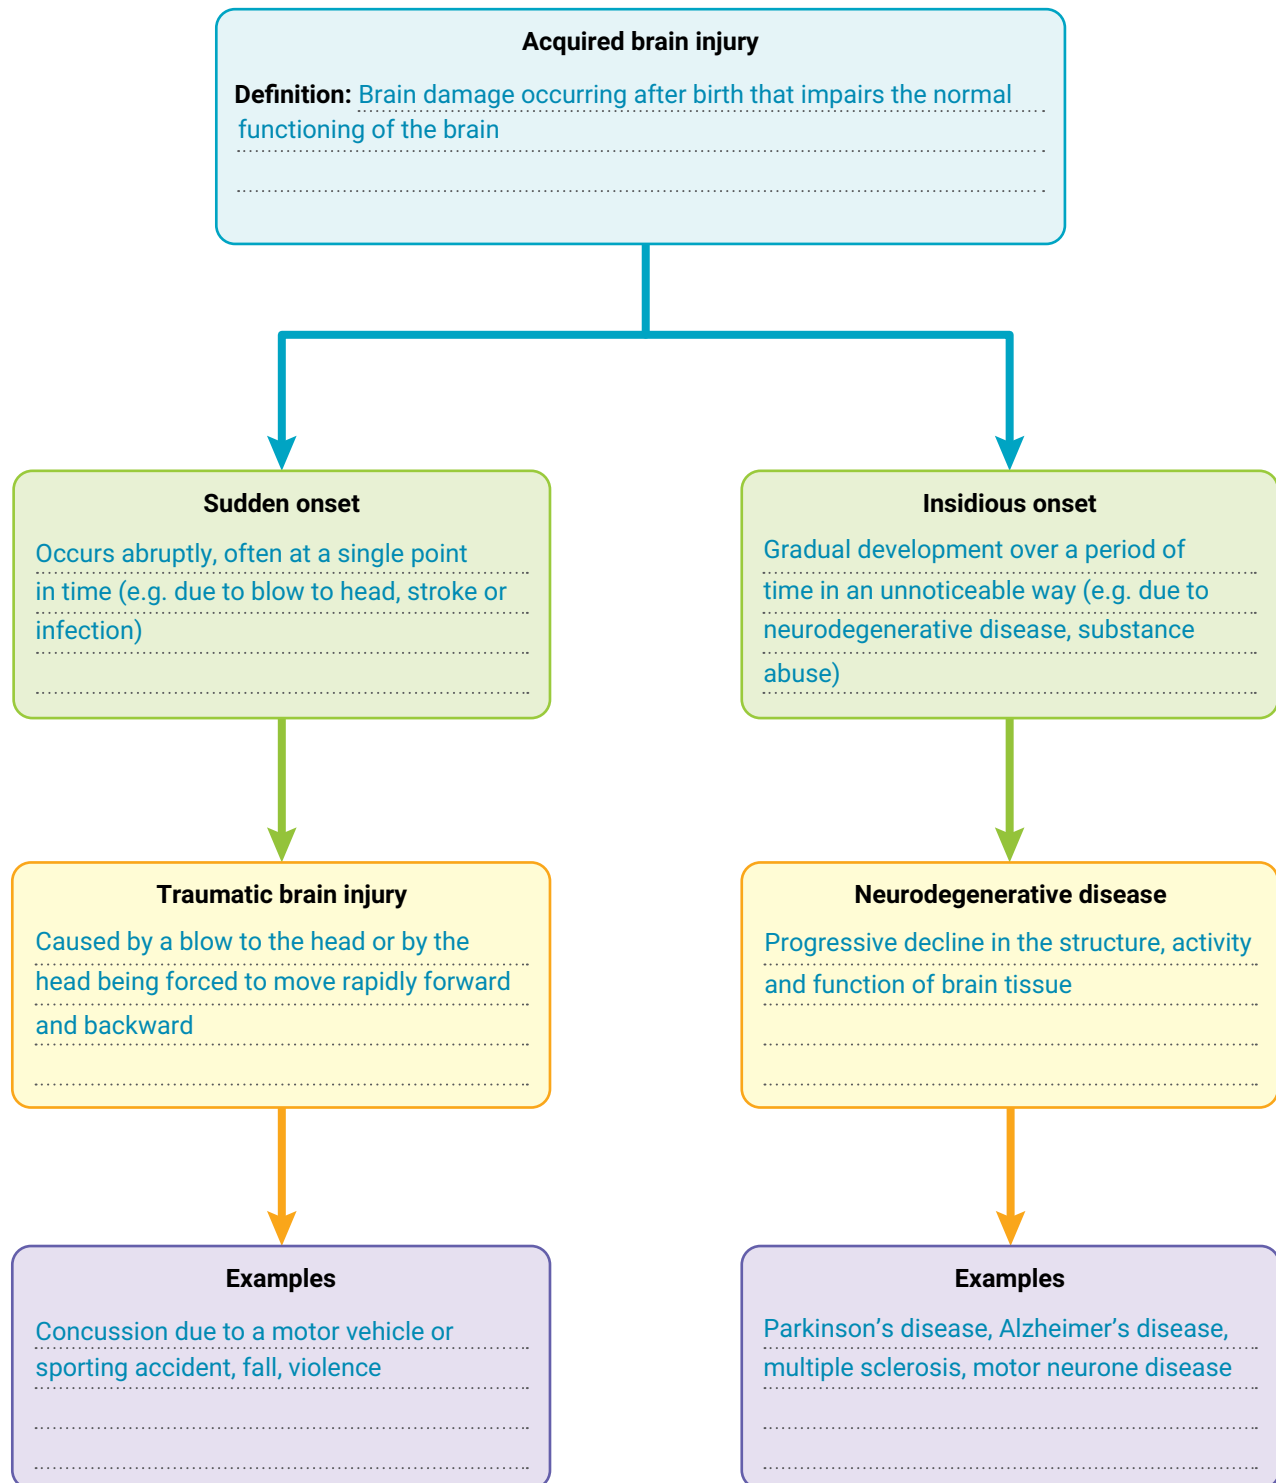 Acquired brain injury
Definition: Brain damage occurring after birth that impairs the normal
functioning of the brain
Sudden onset
Occurs abruptly, often at a single point
in time (e.g. due to blow to head, stroke or
infection)
Insidious onset
Gradual development over a period of
time in an unnoticeable way (e.g. due to
neurodegenerative disease, substance
abuse)
Traumatic brain injury
Caused by a blow to the head or by the
head being forced to move rapidly forward
and backward
Neurodegenerative disease
Progressive decline in the structure, activity
and function of brain tissue
Examples
Concussion due to a motor vehicle or
sporting accident, fall, violence
Examples
Parkinson’s disease, Alzheimer’s disease,
multiple sclerosis, motor neurone disease